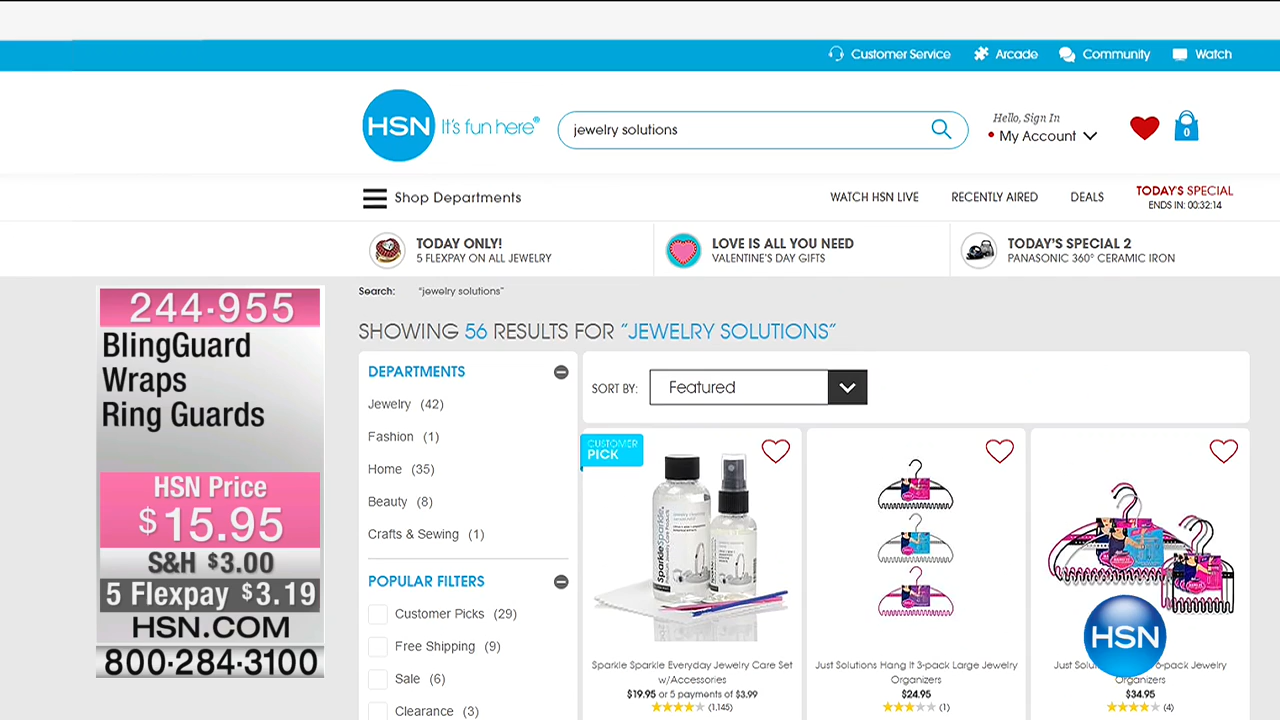 Customer Service
Arcade
Community
Watch
HSN It's fun here®
jewelry solutions
Hello, Sign In
My Account
0
Shop Departments
WATCH HSN LIVE
RECENTLY AIRED
DEALS
TODAY'S SPECIAL
ENDS IN: 00:32:14
TODAY ONLY!
5 FLEXPAY ON ALL JEWELRY
LOVE IS ALL YOU NEED
VALENTINE'S DAY GIFTS
TODAY'S SPECIAL 2
PANASONIC 360° CERAMIC IRON
244·955
BlingGuard
Wraps
Ring Guards
HSN Price
$15.95
S&H $3.00
5 Flexpay $3.19
HSN.COM
800·284·3100
Search: "jewelry solutions"
SHOWING 56 RESULTS FOR "JEWELRY SOLUTIONS"
DEPARTMENTS
Jewelry (42)
Fashion (1)
Home (35)
Beauty (8)
Crafts & Sewing (1)
POPULAR FILTERS
Customer Picks (29)
Free Shipping (9)
Sale (6)
Clearance (3)
SORT BY: Featured
CUSTOMER
PICK
Sparkle Sparkle Everyday Jewelry Care Set
w/Accessories
$19.95 or 5 payments of $3.99
(1,145)
Just Solutions Hang It 3-pack Large Jewelry
Organizers
$24.95
(1)
Jewelry
Organizers
$34.95
(4)
HSN